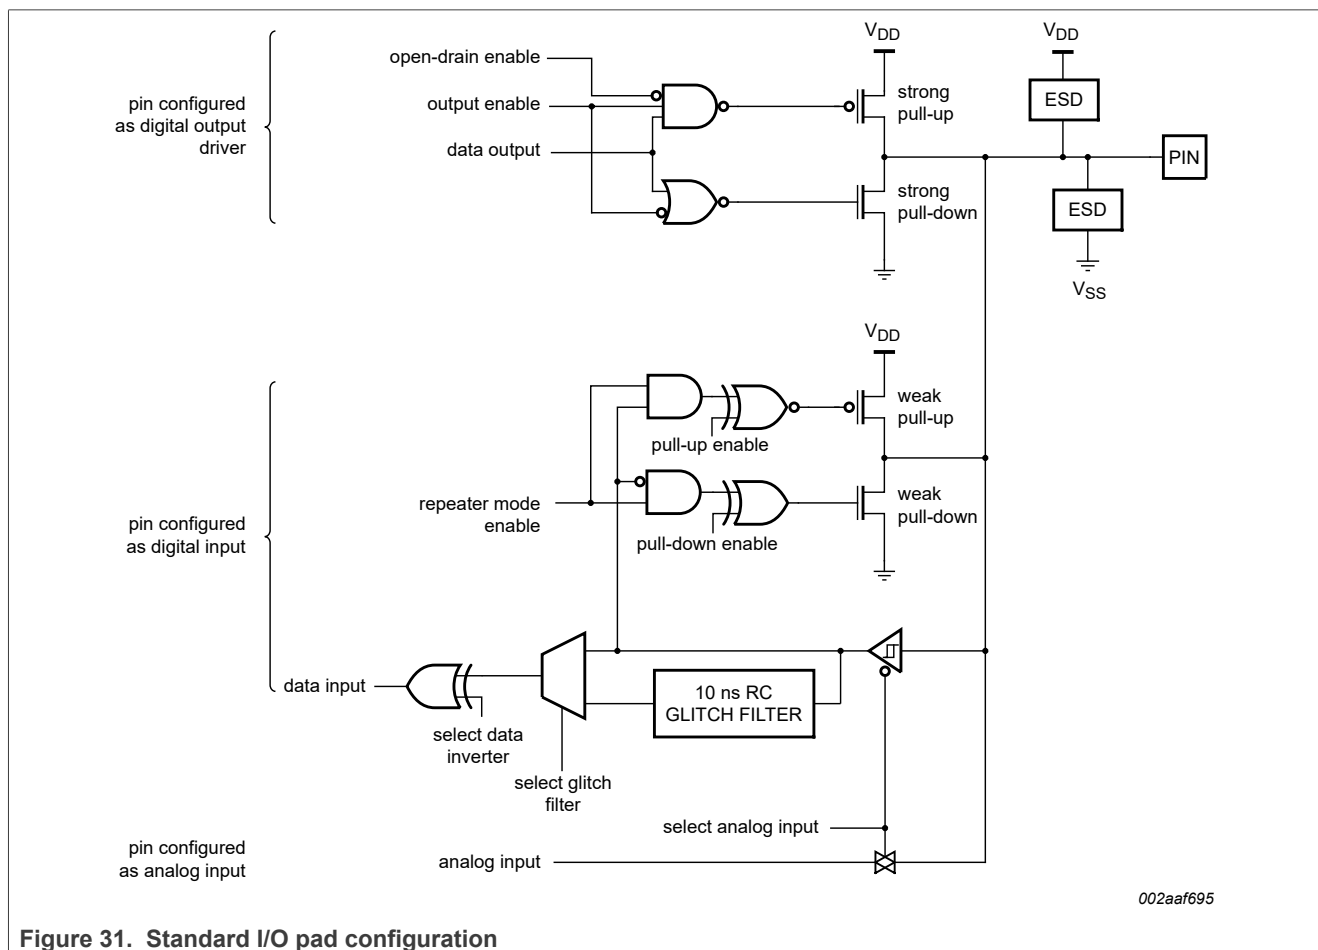 VDD
VDD
open-drain enable
strong
pull-up
ESD
pin configured
as digital output
driver
output enable
data output
PIN
strong
pull-down
ESD
VSS
VDD
weak
pull-up
pull-up enable
repeater mode
enable
weak
pull-down
pin configured
as digital input
pull-down enable
data input
10 ns RC
GLITCH FILTER
select data
inverter
select glitch
filter
select analog input
pin configured
as analog input
analog input
002aaf695
Figure 31. Standard I/O pad configuration